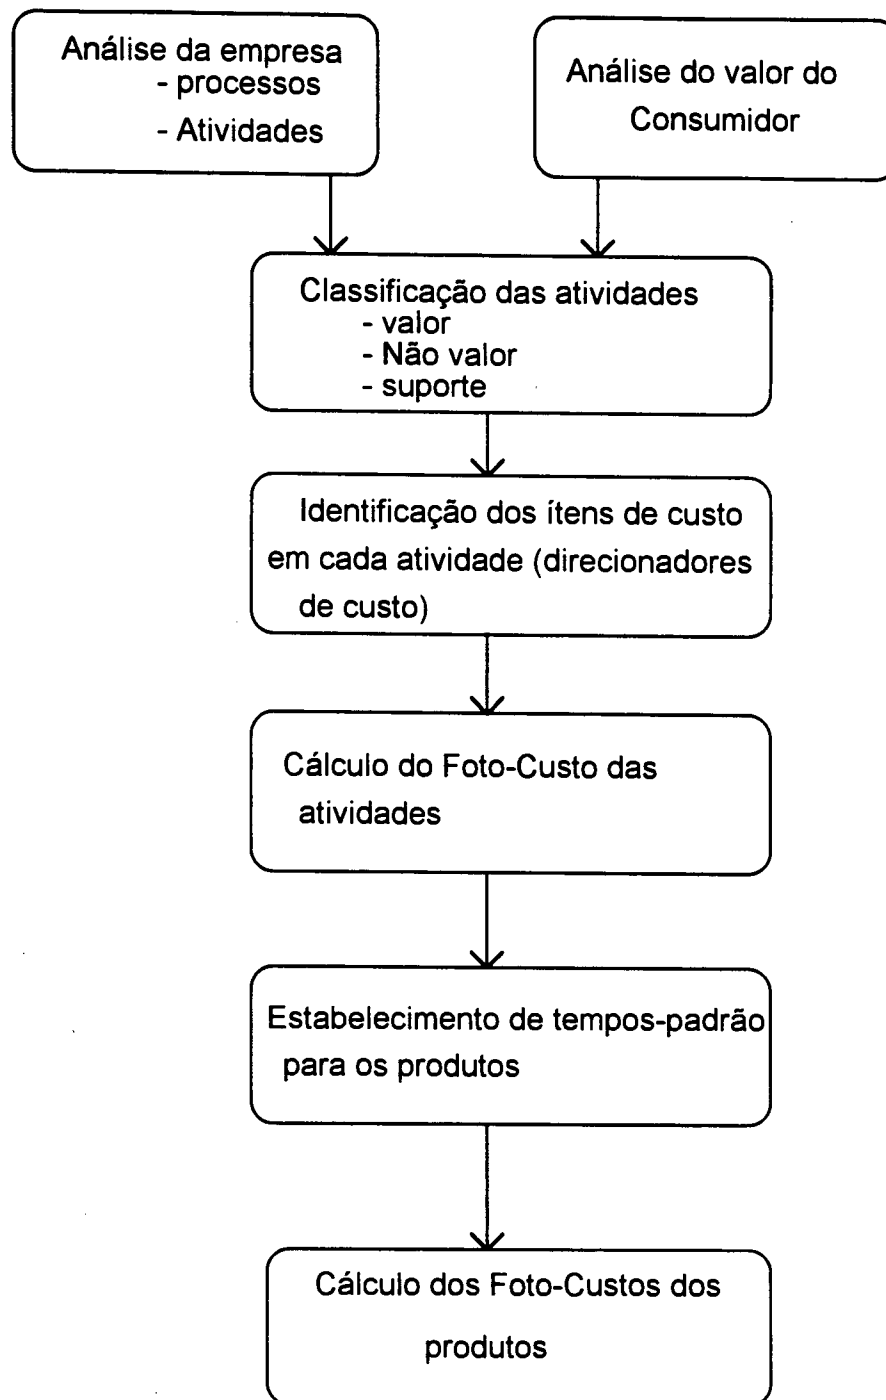 Análise da empresa
- processos
- Atividades
Análise do valor do
Consumidor
Classificação das atividades
- valor
- Não valor
- suporte
Identificação dos ítens de custo
em cada atividade (direcionadores
de custo)
Cálculo do Foto-Custo das
atividades
Estabelecimento de tempos-padrão
para os produtos
Cálculo dos Foto-Custos dos
produtos